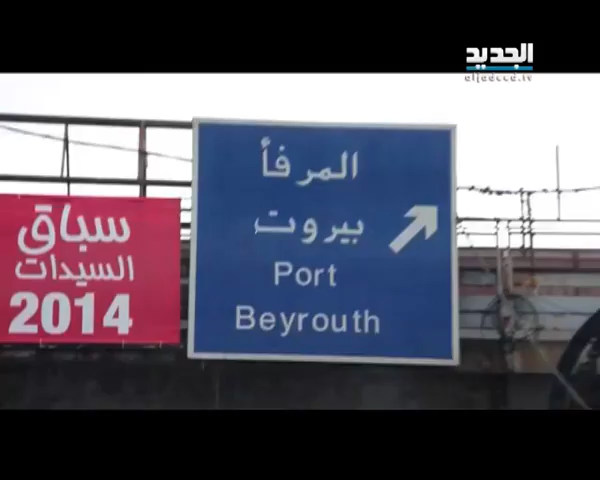 الجديد
aljadeed.tv
المرفأ
بيروت
Port
Beyrouth
سباق
السيدات
2014